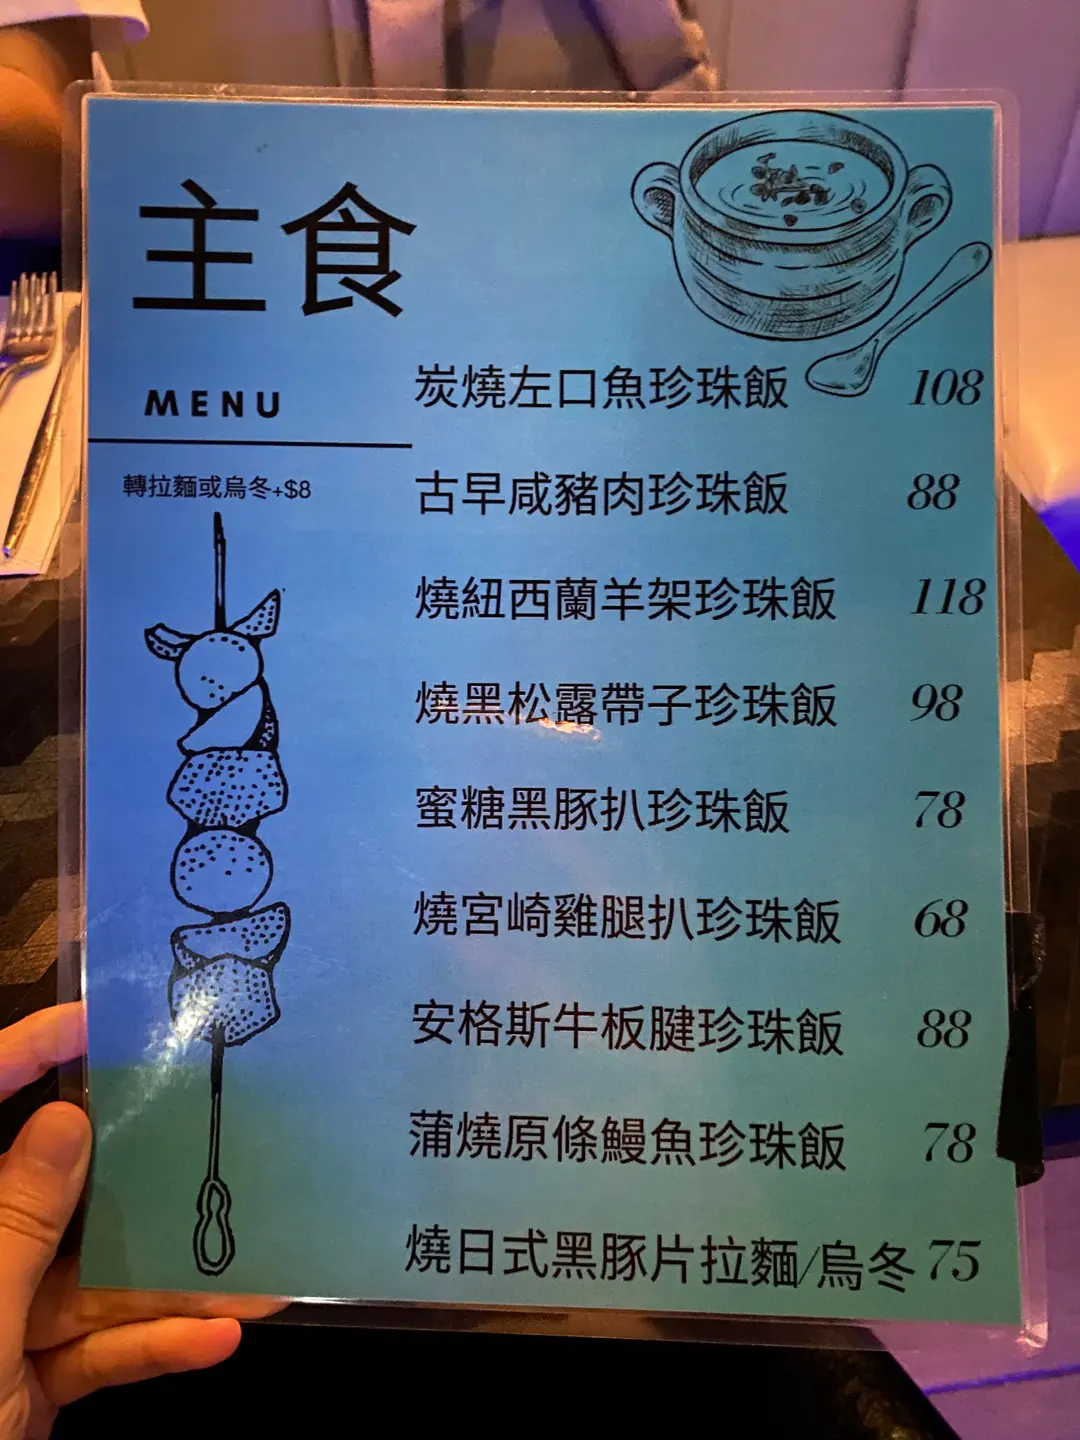 主食
MENU
轉拉麵或烏冬+$8
炭燒左口魚珍珠飯 108
古早咸豬肉珍珠飯 88
燒紐西蘭羊架珍珠飯 118
燒黑松露帶子珍珠飯 98
蜜糖黑豚扒珍珠飯 78
燒宮崎雞腿扒珍珠飯 68
安格斯牛板腱珍珠飯 88
蒲燒原條鰻魚珍珠飯 78
燒日式黑豚片拉麵/烏冬 75